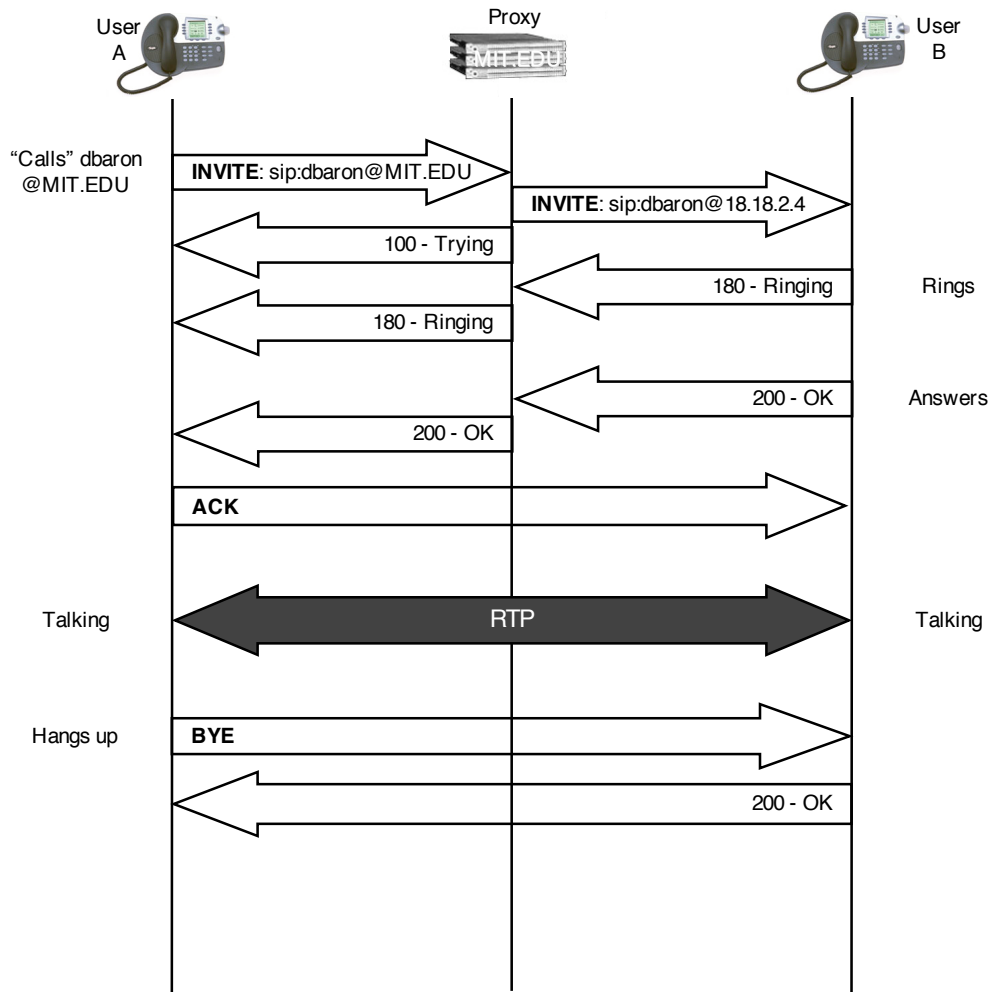 User
A
Proxy
MIT.EDU
User
B
“Calls” dbaron
@MIT.EDU
INVITE: sip:dbaron@MIT.EDU
INVITE: sip:dbaron@18.18.2.4
100 - Trying
180 - Ringing
Rings
180 - Ringing
200 - OK
Answers
200 - OK
ACK
Talking
RTP
Talking
Hangs up
BYE
200 - OK